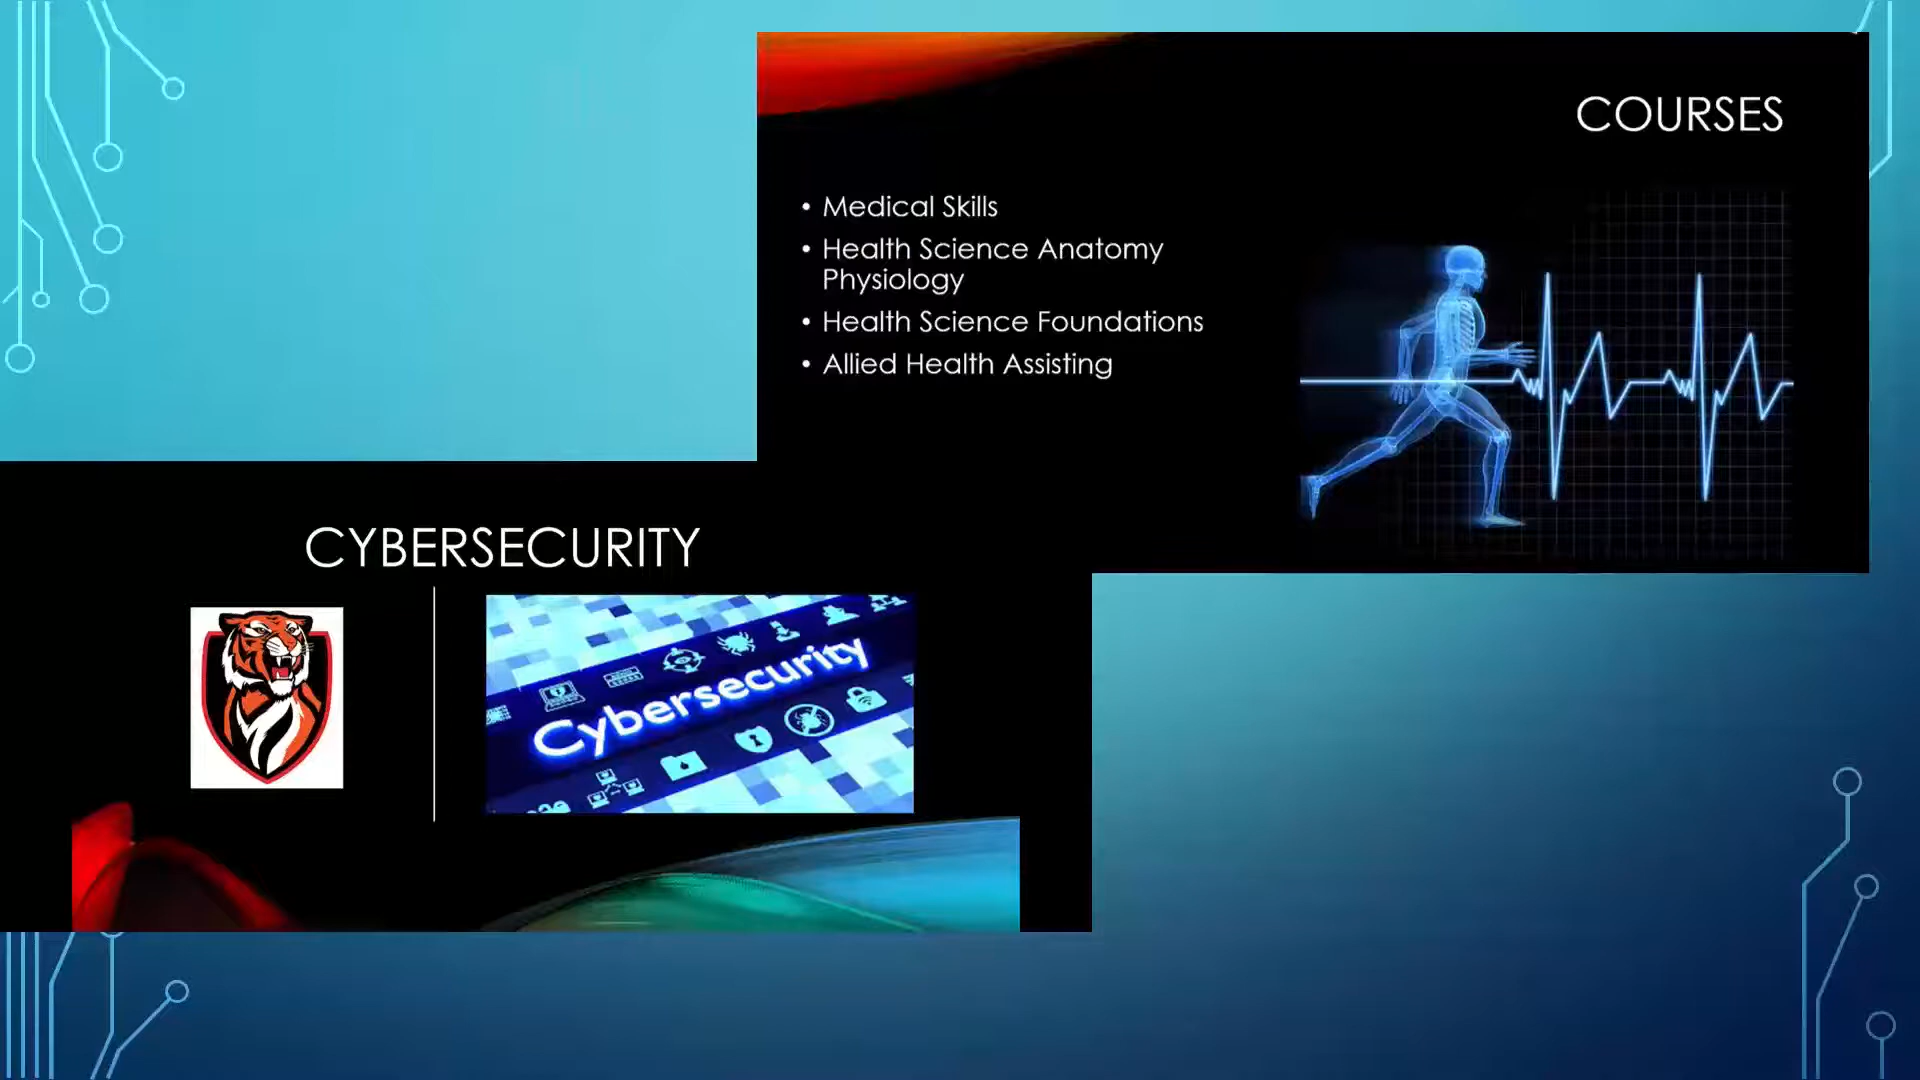 COURSES
• Medical Skills
• Health Science Anatomy
Physiology
• Health Science Foundations
• Allied Health Assisting
CYBERSECURITY
Cybersecurity